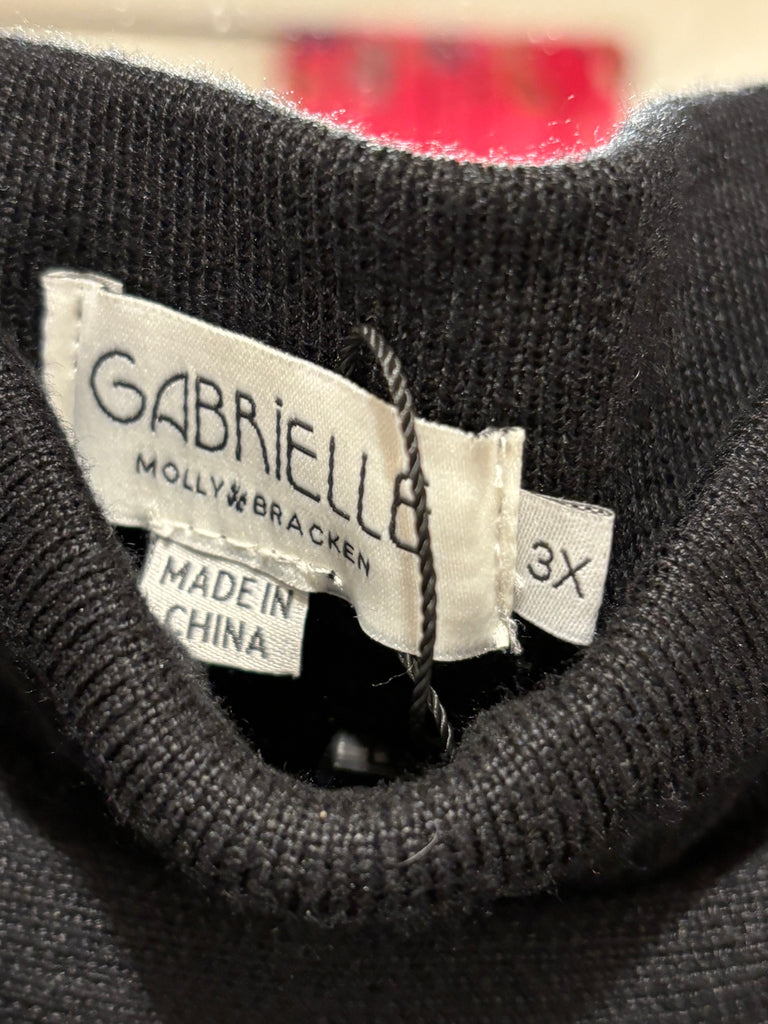 GABRiELLE
MOLLY BRACKEN
3X
MADE IN
CHINA